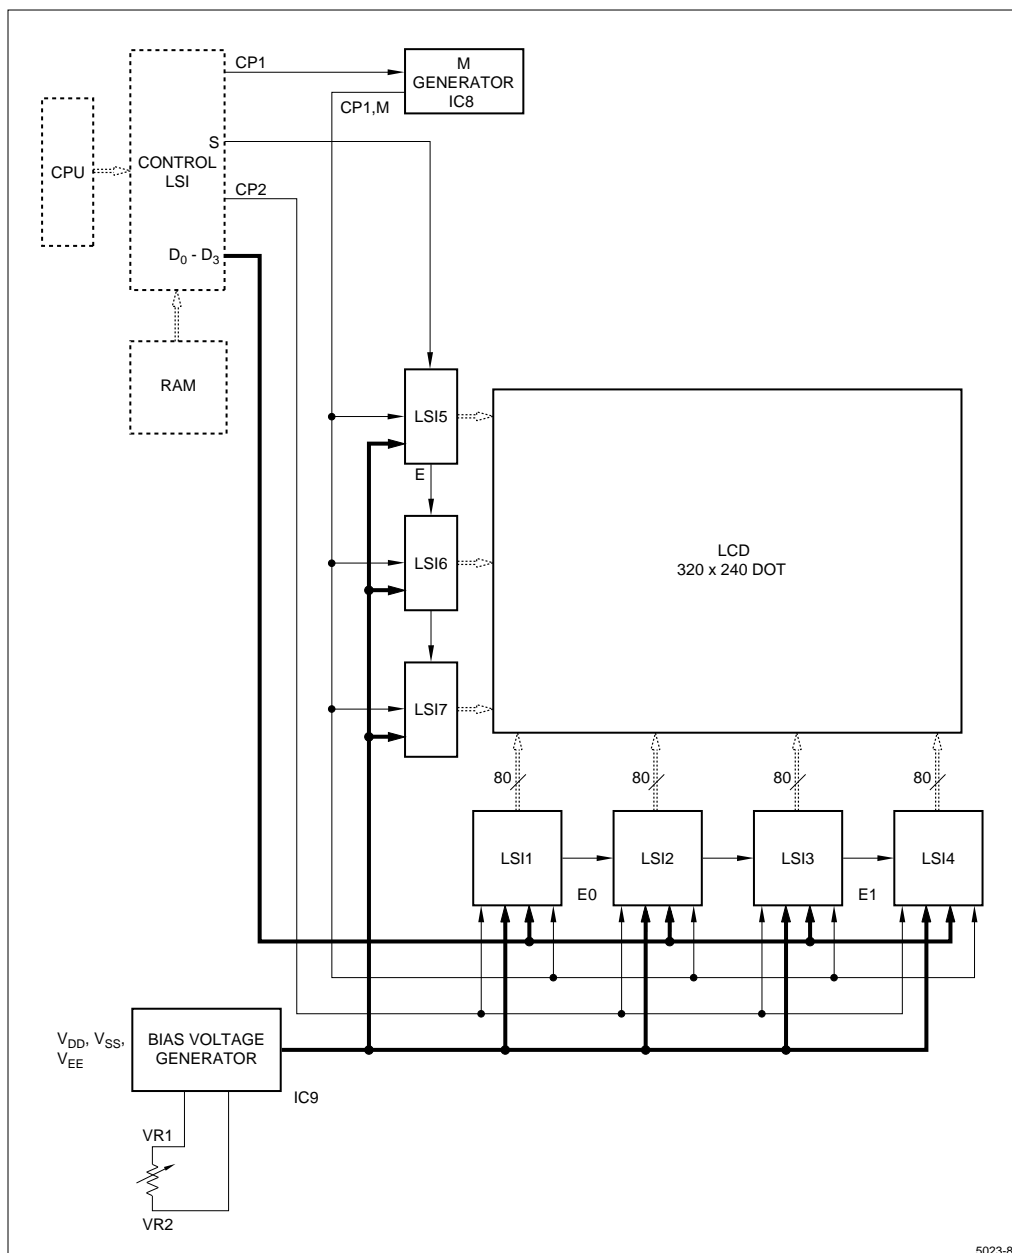 CP1
M
GENERATOR
IC8
CP1,M
S
CPU
CONTROL
LSI
CP2
D0 - D3
RAM
LSI5
E
LSI6
LCD
320 x 240 DOT
LSI7
80
80
80
80
LSI1
LSI2
LSI3
LSI4
E0
E1
VDD, VSS,
VEE
BIAS VOLTAGE
GENERATOR
IC9
VR1
VR2
5023-8